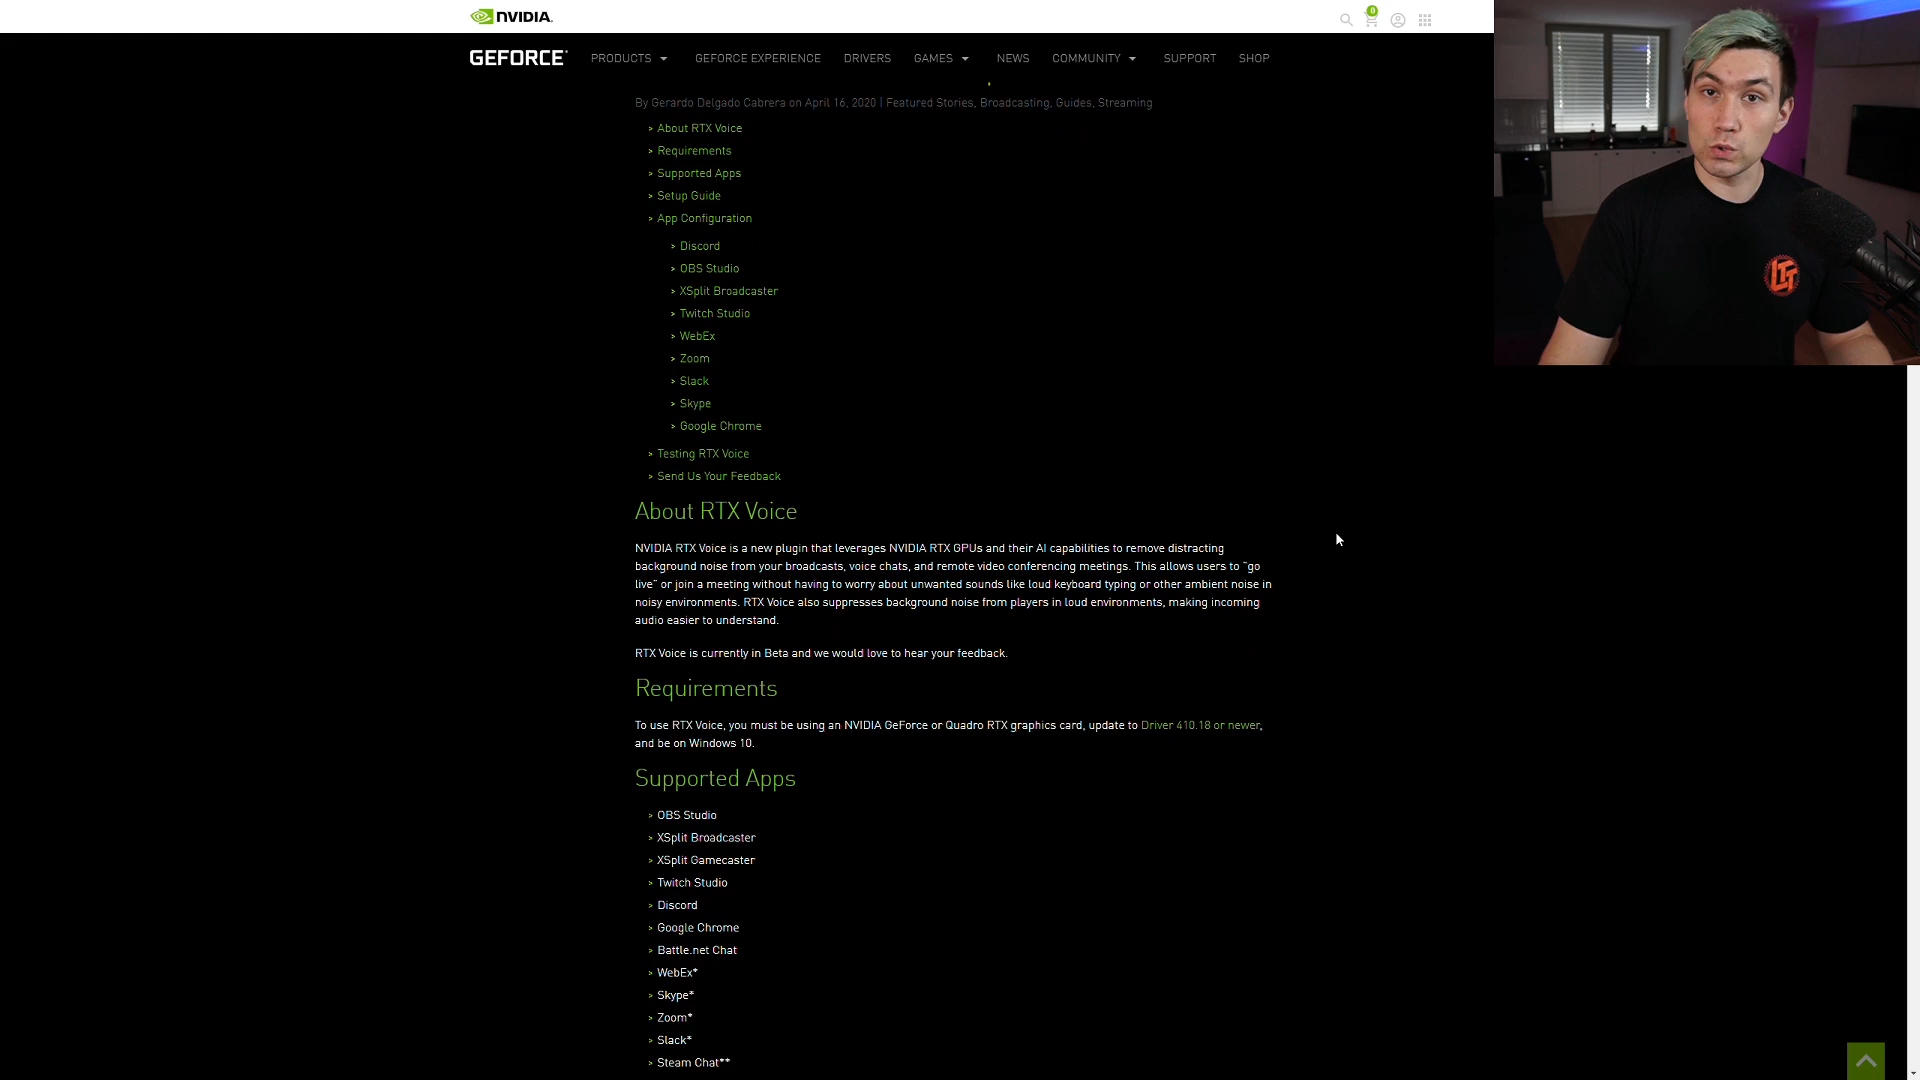 NVIDIA.
0
GEFORCE
PRODUCTS
GEFORCE EXPERIENCE
DRIVERS
GAMES
NEWS
COMMUNITY
SUPPORT
SHOP
By Gerardo Delgado Cabrera on April 16, 2020 | Featured Stories, Broadcasting, Guides, Streaming
> About RTX Voice
> Requirements
> Supported Apps
> Setup Guide
> App Configuration
> Discord
> OBS Studio
> XSplit Broadcaster
> Twitch Studio
> WebEx
> Zoom
> Slack
> Skype
> Google Chrome
> Testing RTX Voice
> Send Us Your Feedback
About RTX Voice
NVIDIA RTX Voice is a new plugin that leverages NVIDIA RTX GPUs and their AI capabilities to remove distracting
background noise from your broadcasts, voice chats, and remote video conferencing meetings. This allows users to "go
live" or join a meeting without having to worry about unwanted sounds like loud keyboard typing or other ambient noise in
noisy environments. RTX Voice also suppresses background noise from players in loud environments, making incoming
audio easier to understand.
RTX Voice is currently in Beta and we would love to hear your feedback.
Requirements
To use RTX Voice, you must be using an NVIDIA GeForce or Quadro RTX graphics card, update to Driver 410.18 or newer,
and be on Windows 10.
Supported Apps
> OBS Studio
> XSplit Broadcaster
> XSplit Gamecaster
> Twitch Studio
> Discord
> Google Chrome
> Battle.net Chat
> WebEx*
> Skype*
> Zoom*
> Slack*
> Steam Chat**
LTT